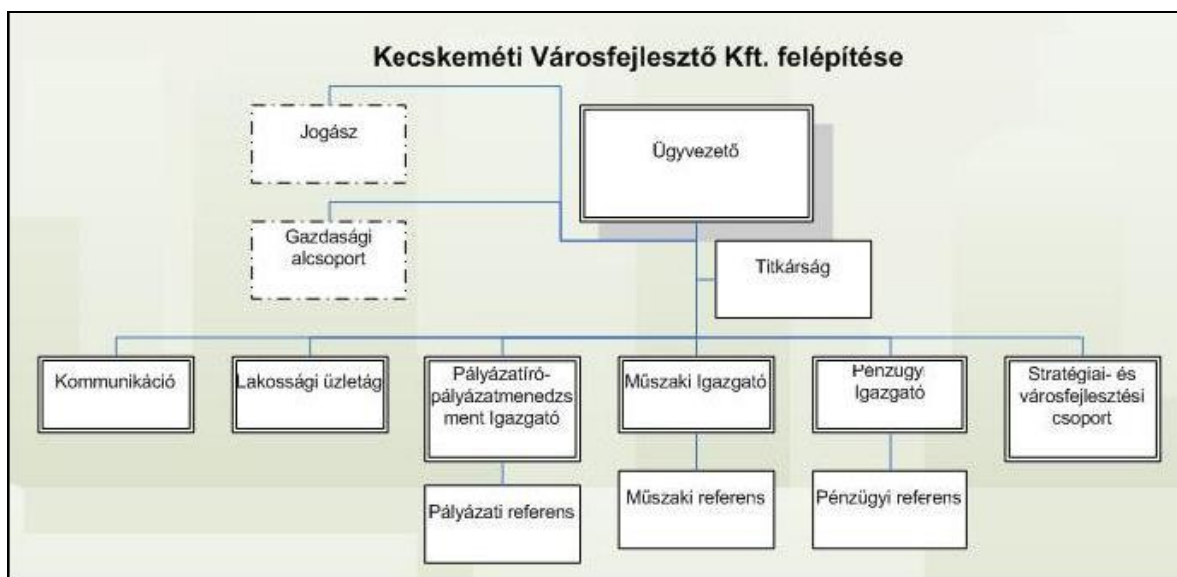 Kecskeméti Városfejlesztő Kft. felépítése
Jogász
Ügyvezető
Gazdasági
alcsoport
Titkárság
Kommunikáció
Lakossági üzletág
Pályázatíró-
pályázatmenedzs
ment Igazgató
Műszaki Igazgató
Pénzügyi
Igazgató
Stratégiai- és
városfejlesztési
csoport
Pályázati referens
Műszaki referens
Pénzügyi referens